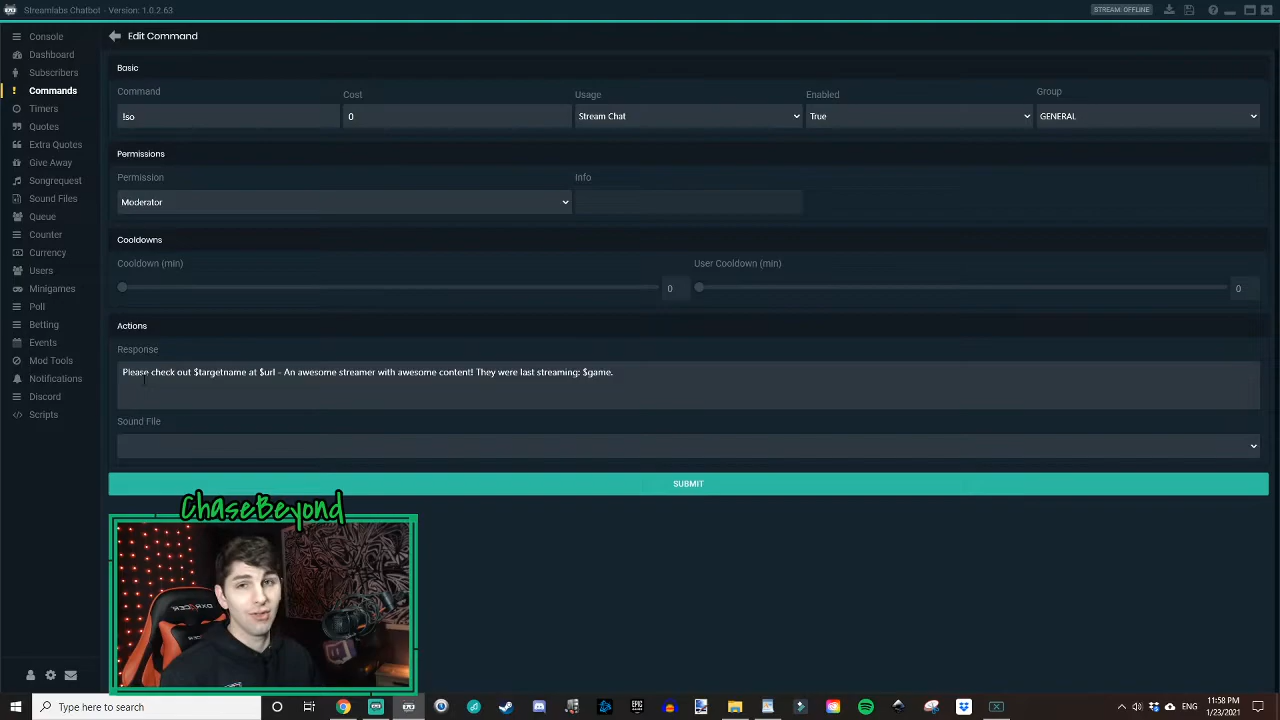 Streamlabs Chatbot - Version: 1.0.2.63
STREAM: OFFLINE
Console
Dashboard
Subscribers
Commands
Timers
Quotes
Extra Quotes
Give Away
Songrequest
Sound Files
Queue
Counter
Currency
Users
Minigames
Poll
Betting
Events
Mod Tools
Notifications
Discord
Scripts
Edit Command
Basic
Command
Cost
Usage
Enabled
Group
!so
0
Stream Chat
True
GENERAL
Permissions
Permission
Info
Moderator
Cooldowns
Cooldown (min)
User Cooldown (min)
0
0
Actions
Response
Please check out $targetname at $url - An awesome streamer with awesome content! They were last streaming: $game.
Sound File
SUBMIT
ChaseBeyond
Type here to search
ENG
11:58 PM
1/23/2021